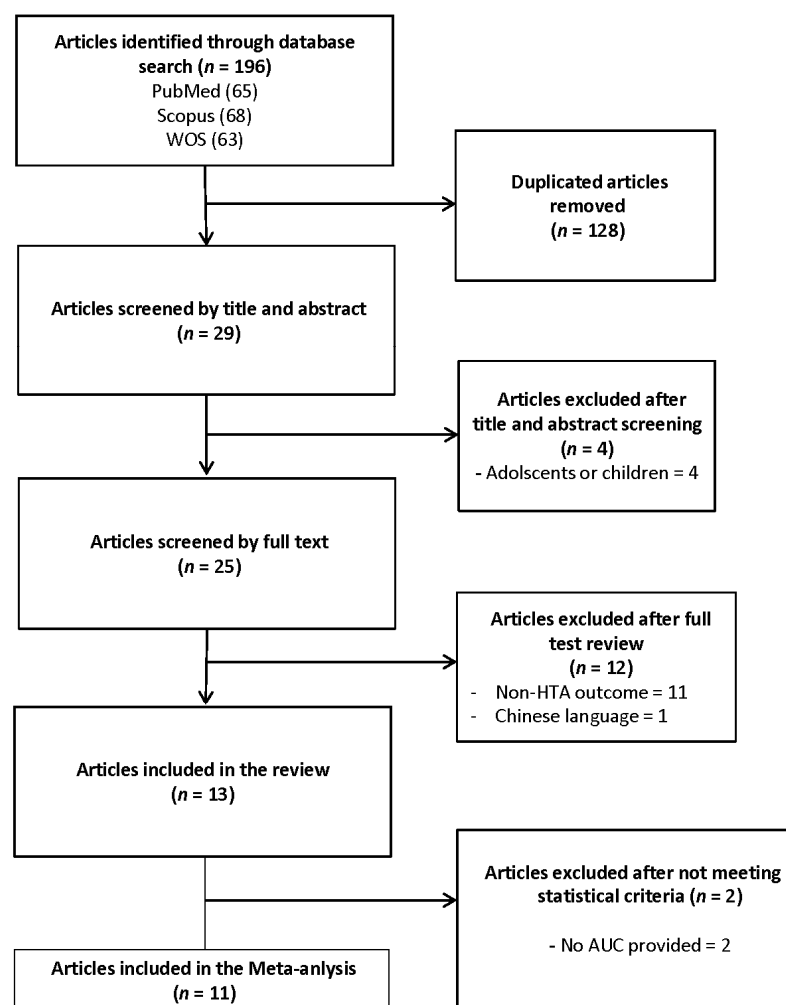 Articles identified through database
search (n = 196)
PubMed (65)
Scopus (68)
WOS (63)
Duplicated articles
removed
(n = 128)
Articles screened by title and abstract
(n = 29)
Articles excluded after
title and abstract screening
(n = 4)
- Adolscents or children = 4
Articles screened by full text
(n = 25)
Articles excluded after full
test review
(n = 12)
- Non-HTA outcome = 11
- Chinese language = 1
Articles included in the review
(n = 13)
Articles excluded after not meeting
statistical criteria (n = 2)
- No AUC provided = 2
Articles included in the Meta-anlysis
(n = 11)